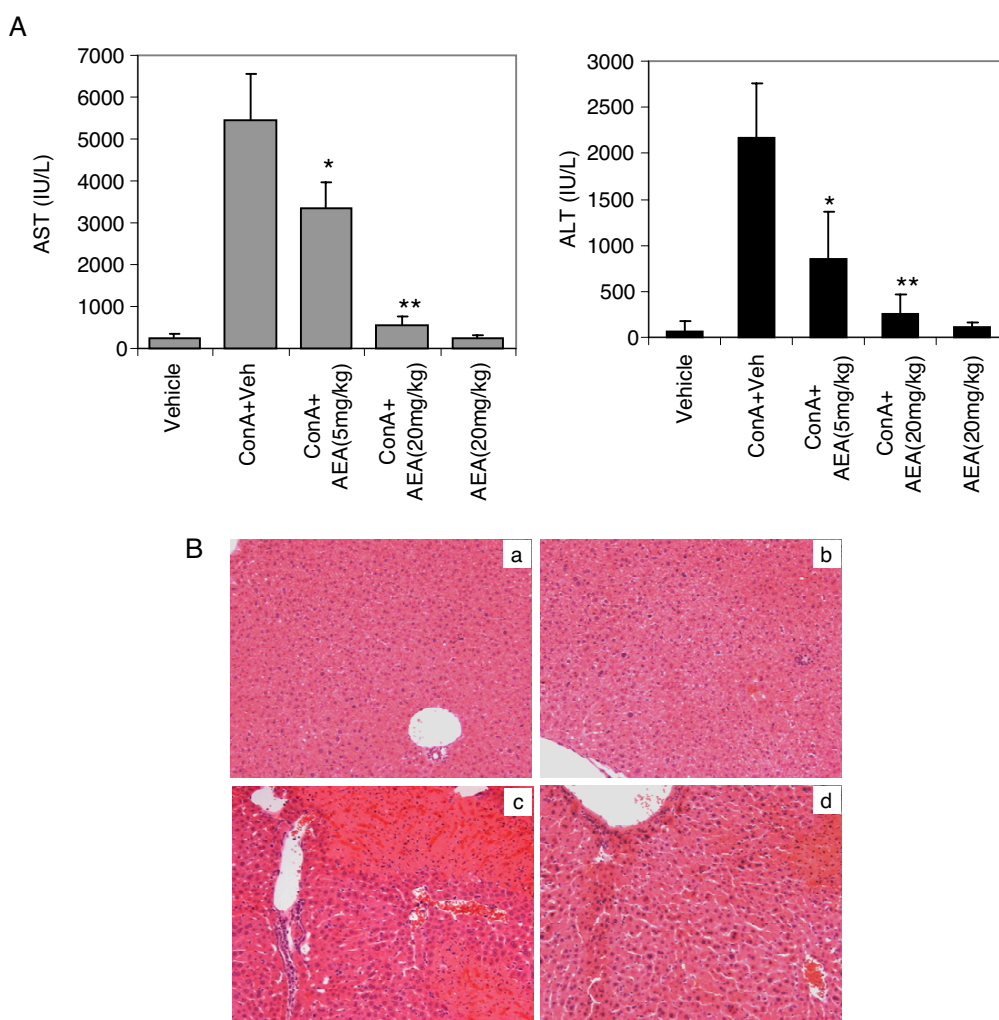 A
7000
6000
5000
4000
3000
2000
1000
0
AST (IU/L)
*
**
Vehicle
ConA+Veh
ConA+
AEA(5mg/kg)
ConA+
AEA(20mg/kg)
AEA(20mg/kg)
3000
2500
2000
1500
1000
500
0
ALT (IU/L)
*
**
Vehicle
ConA+Veh
ConA+
AEA(5mg/kg)
ConA+
AEA(20mg/kg)
AEA(20mg/kg)
B
a
b
c
d